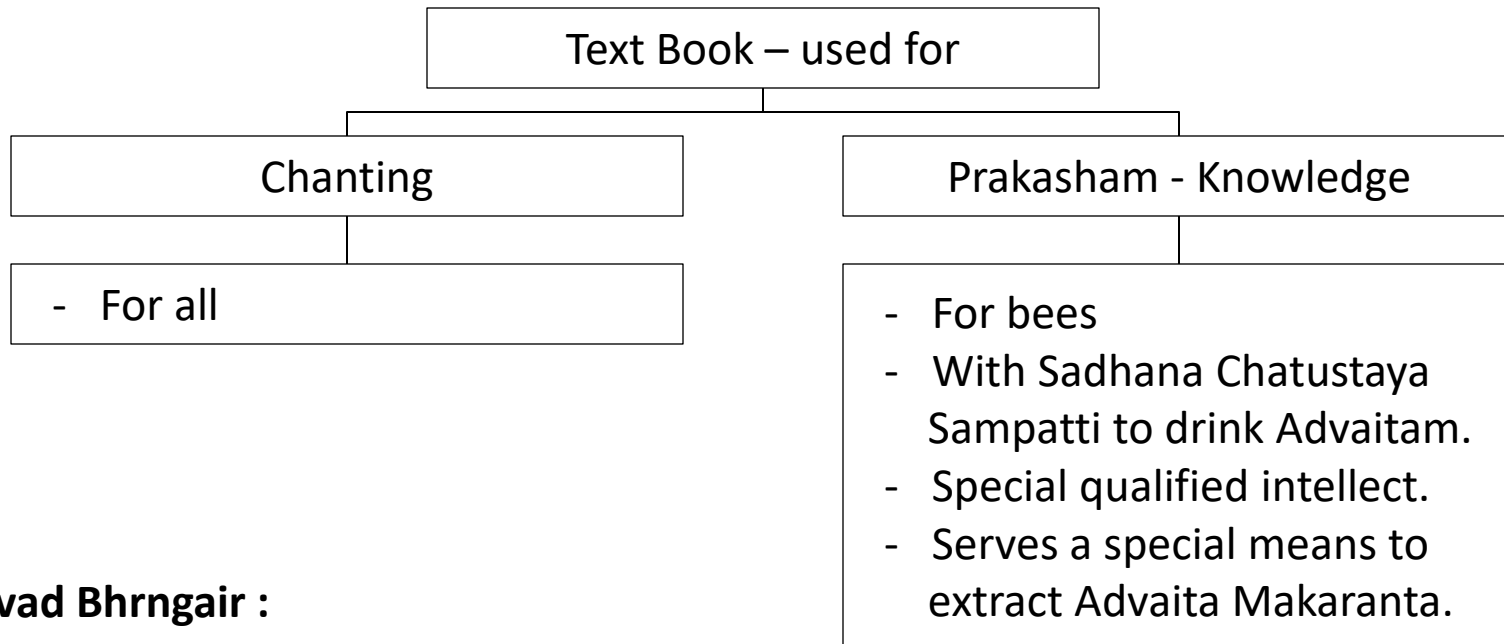 Text Book – used for
Chanting
Prakasham - Knowledge
- For all
- For bees
- With Sadhana Chatustaya
Sampatti to drink Advaitam.
- Special qualified intellect.
- Serves a special means to
extract Advaita Makaranta.
vad Bhrngair :